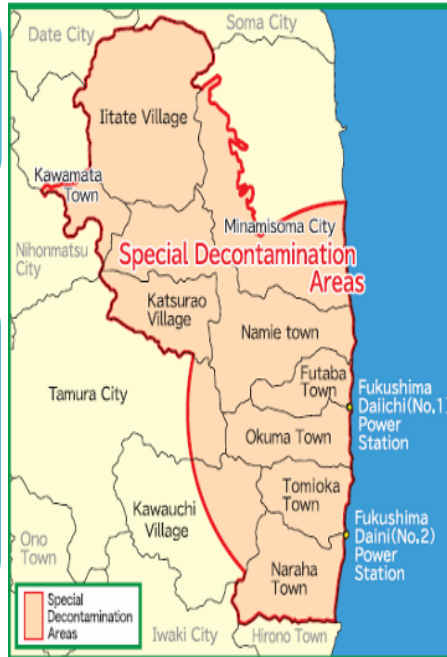 Date City
Soma City
Iitate Village
Kawamata
Town
Minamisoma City
Nihonmatsu
City
Special Decontamination
Areas
Katsurao
Village
Namie town
Futaba
Town
Fukushima
Daiichi(No,1)
Power
Station
Tamura City
Okuma Town
Tomioka
Town
Kawauchi
Village
Fukushima
Daini(No,2)
Power
Station
Ono
Town
Naraha
Town
Special
Decontamination
Areas
Iwaki City
Hirono Town